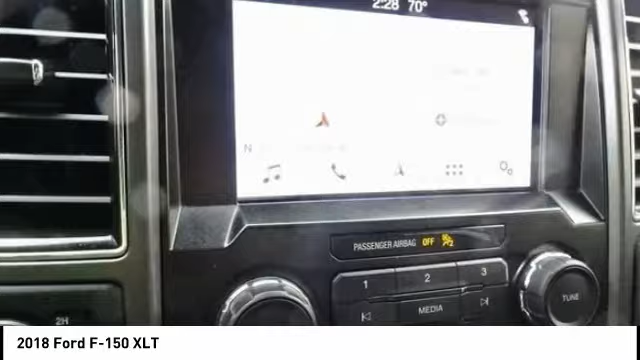 2:28 70°
N
PASSENGER AIRBAG OFF
1 2 3
MEDIA
TUNE
2H
2018 Ford F-150 XLT